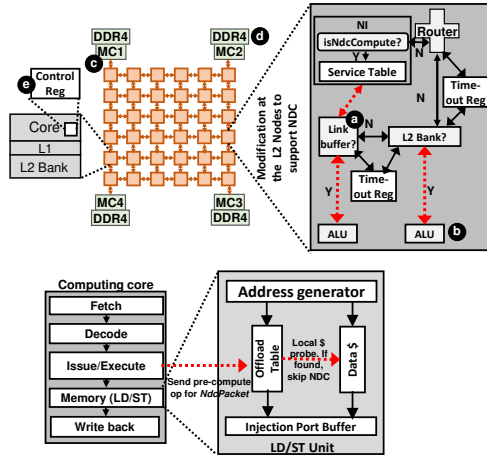 DDR4
MC1
DDR4
MC2
d
c
e
Control
Reg
Core
L1
L2 Bank
MC4
DDR4
MC3
DDR4
Modification at
the L2 Nodes to
support NDC
NI
isNdcCompute?
Y
Service Table
Router
N
N
Time-
out Reg
a
Link
buffer?
N
L2 Bank?
Time-
out Reg
Y
Y
ALU
ALU
b
Computing core
Fetch
Decode
Issue/Execute
Memory (LD/ST)
Write back
Send pre-compute
op for NdcPacket
Address generator
Offload
Table
Local $
probe. If
found,
skip NDC
Data $
Injection Port Buffer
LD/ST Unit